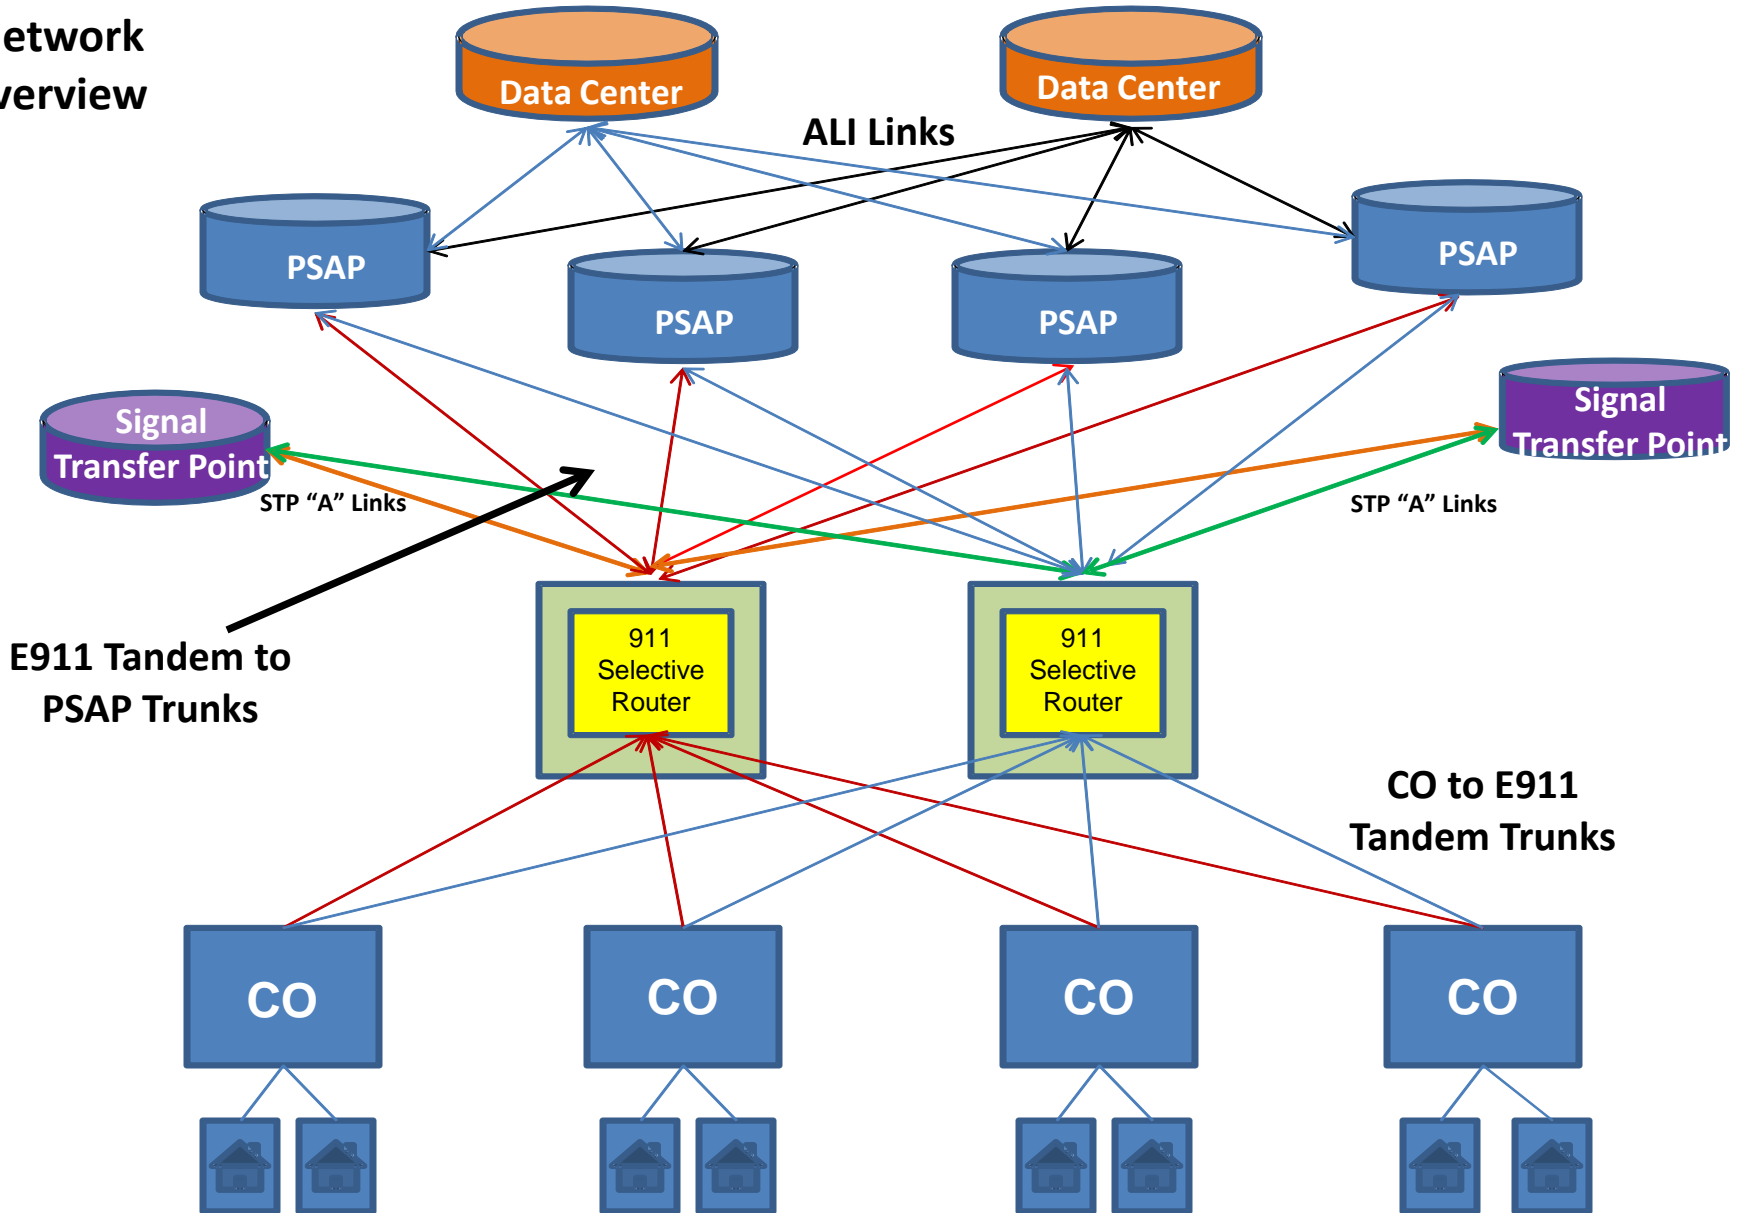 etwork
verview
Data Center
Data Center
ALI Links
PSAP
PSAP
PSAP
PSAP
Signal
Transfer Point
Signal
Transfer Point
STP “A” Links
STP “A” Links
E911 Tandem to
PSAP Trunks
911
Selective
Router
911
Selective
Router
CO to E911
Tandem Trunks
CO
CO
CO
CO